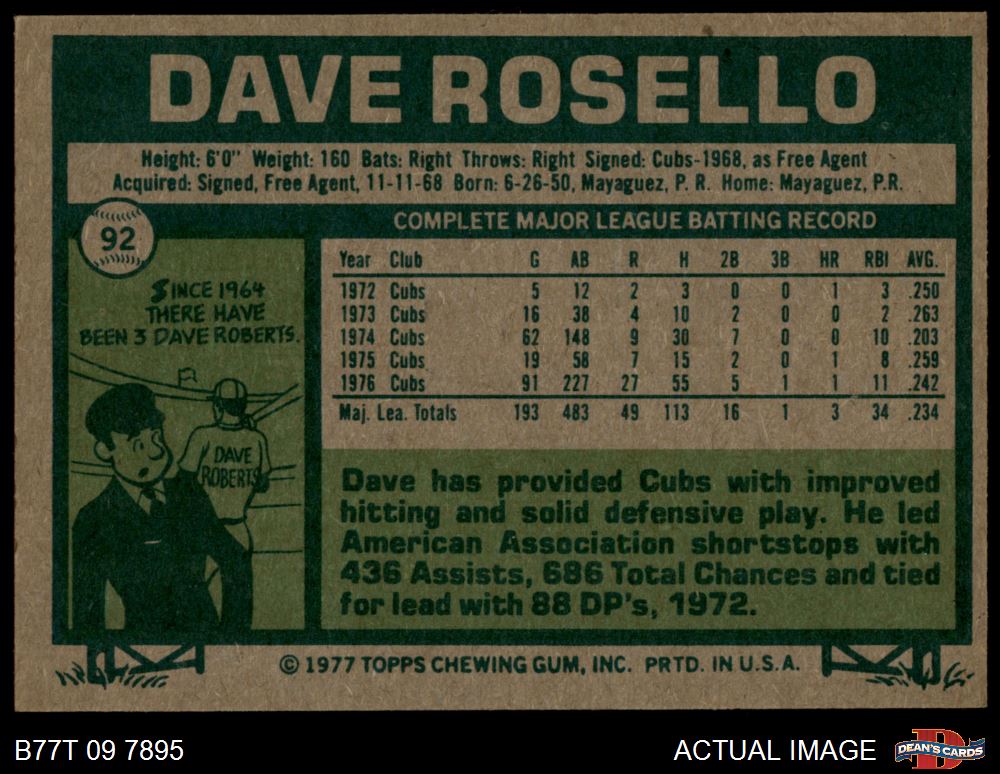 DAVE ROSELLO
Height: 6'0" Weight: 160 Bats: Right Throws: Right Signed: Cubs-1968, as Free Agent
Acquired: Signed, Free Agent, 11-11-68 Born: 6-26-50, Mayaguez, P. R. Home: Mayaguez, P.R.
92
SINCE 1964
THERE HAVE
BEEN 3 DAVE ROBERTS.
DAVE
ROBERTS
COMPLETE MAJOR LEAGUE BATTING RECORD
Year Club G AB R H 2B 3B HR RBI AVG.
1972 Cubs 5 12 2 3 0 0 1 3 .250
1973 Cubs 16 38 4 10 2 0 0 2 .263
1974 Cubs 62 148 9 30 7 0 0 10 .203
1975 Cubs 19 58 7 15 2 0 1 8 .259
1976 Cubs 91 227 27 55 5 1 1 11 .242
Maj. Lea. Totals 193 483 49 113 16 1 3 34 .234
Dave has provided Cubs with improved
hitting and solid defensive play. He led
American Association shortstops with
436 Assists, 686 Total Chances and tied
for lead with 88 DP's, 1972.
© 1977 TOPPS CHEWING GUM, INC. PRTD. IN U.S.A.
B77T 09 7895
ACTUAL IMAGE
DEAN'S CARDS